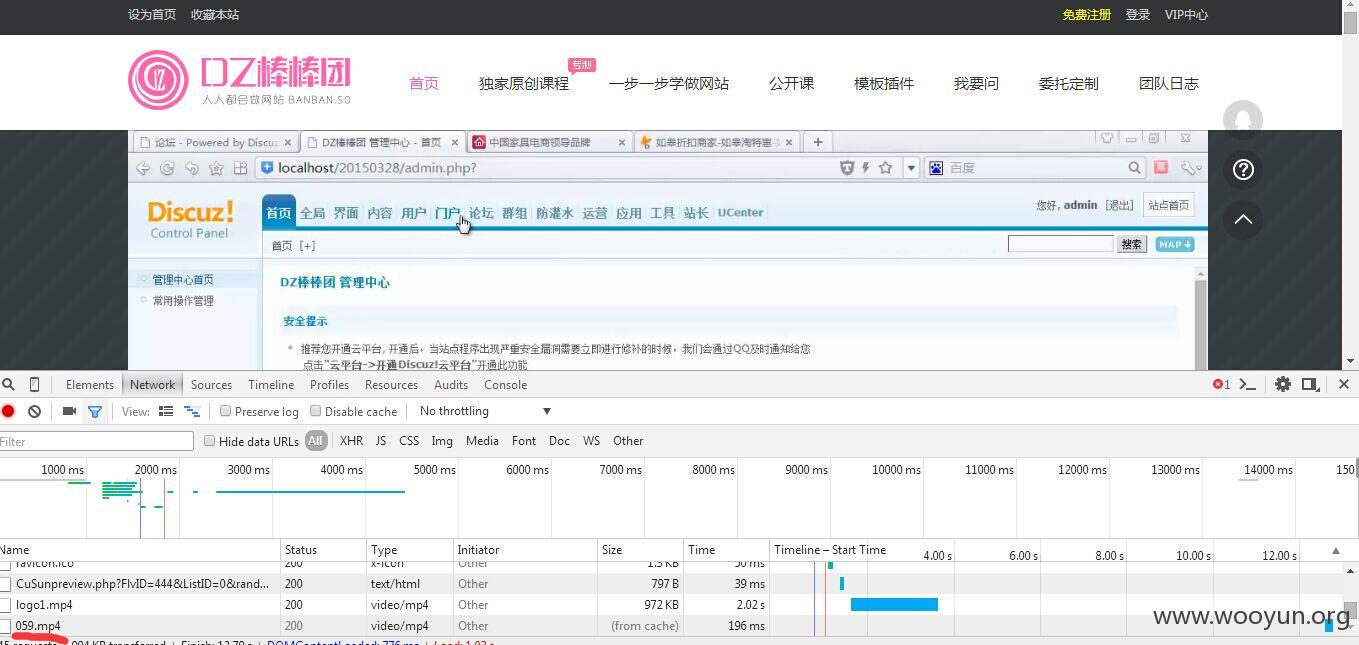 设为首页 收藏本站 免费注册 登录 VIP中心
DZ棒棒团 人人都会做网站 BANBAN.SO
首页 独家原创课程 专利 一步一步学做网站 公开课 模板插件 我要问 委托定制 团队日志
论坛 - Powered by Discuz DZ棒棒团 管理中心 - 首页 中国家具电商领导品牌 如皋折扣商家-如皋淘特惠-
localhost/20150328/admin.php? 百度
Discuz! Control Panel
首页 全局 界面 内容 用户 门户 论坛 群组 防灌水 运营 应用 工具 站长 UCenter
您好, admin [退出] 站点首页
首页 [+] 搜索 MAP
管理中心首页
常用操作管理
DZ棒棒团 管理中心
安全提示
推荐您开通云平台, 开通后，当站点程序出现严重安全漏洞需要立即进行修补的时候，我们会通过QQ及时通知给您
点击"云平台->开通Discuz!云平台"开通此功能
Elements Network Sources Timeline Profiles Resources Audits Console 1
View: Preserve log Disable cache No throttling
Filter Hide data URLs All XHR JS CSS Img Media Font Doc WS Other
1000 ms 2000 ms 3000 ms 4000 ms 5000 ms 6000 ms 7000 ms 8000 ms 9000 ms 10000 ms 11000 ms 12000 ms 13000 ms 14000 ms 150
Name Status Type Initiator Size Time Timeline – Start Time 4.00 s 6.00 s 8.00 s 10.00 s 12.00 s
favicon.ico 200 x-icon Other 1.3 KB 50 ms
CuSunpreview.php?FlvID=444&ListID=0&rand... 200 text/html Other 797 B 39 ms
logo1.mp4 200 video/mp4 Other 972 KB 2.02 s
059.mp4 200 video/mp4 Other (from cache) 196 ms
www.wooyun.org